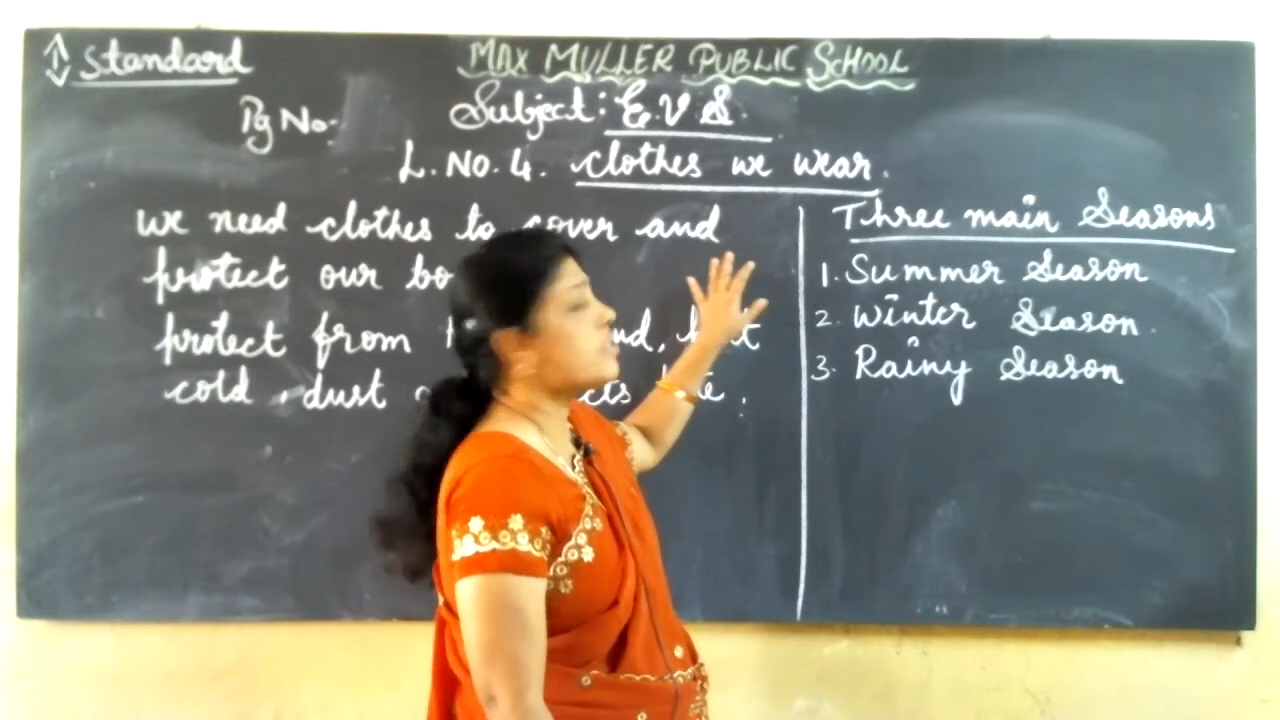 Standard
MAX MULLER PUBLIC SCHOOL
Pg No:
Subject: E.V.S.
L. No. 4. clothes we wear.
we need clothes to cover and
protect our
protect from
cold, dust
Three main Seasons
1. Summer Season
2. Winter Season.
3. Rainy Season